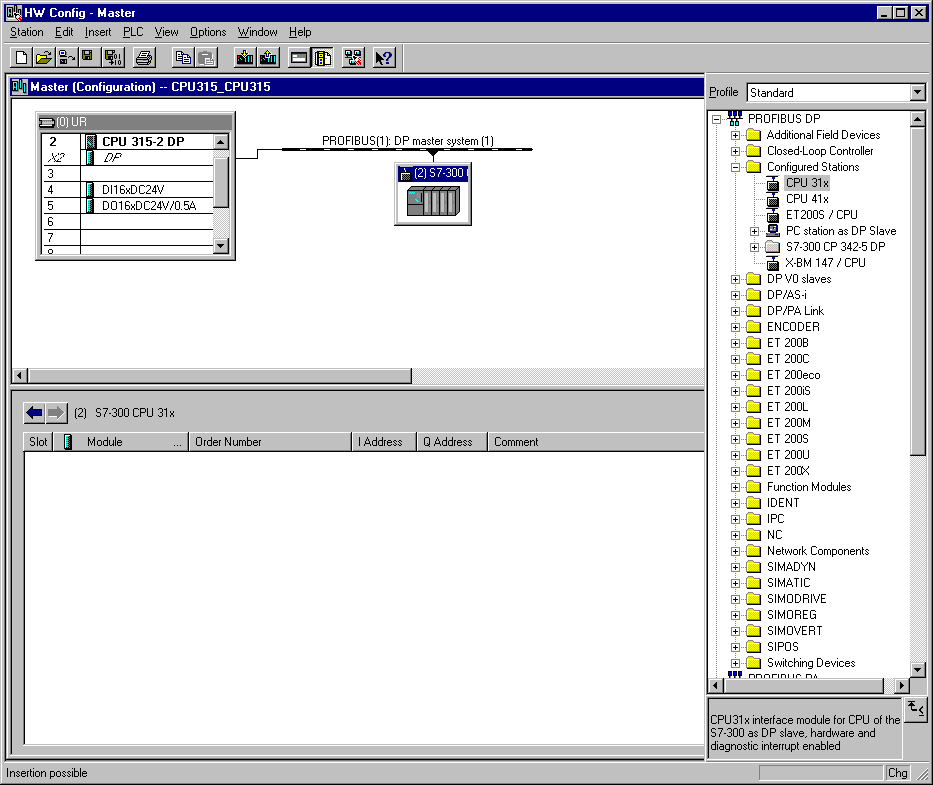 HW Config - Master
Station Edit Insert PLC View Options Window Help
Master (Configuration) -- CPU315_CPU315
(0) UR
2 CPU 315-2 DP
X2 DP
3
4 DI16xDC24V
5 DO16xDC24V/0.5A
6
7
8
PROFIBUS(1): DP master system (1)
(2) S7-300
(2) S7-300 CPU 31x
Slot Module ... Order Number I Address Q Address Comment
Profile Standard
PROFIBUS DP
Additional Field Devices
Closed-Loop Controller
Configured Stations
CPU 31x
CPU 41x
ET200S / CPU
PC station as DP Slave
S7-300 CP 342-5 DP
X-BM 147 / CPU
DP V0 slaves
DP/AS-i
DP/PA Link
ENCODER
ET 200B
ET 200C
ET 200eco
ET 200iS
ET 200L
ET 200M
ET 200S
ET 200U
ET 200X
Function Modules
IDENT
IPC
NC
Network Components
SIMADYN
SIMATIC
SIMODRIVE
SIMOREG
SIMOVERT
SIPOS
Switching Devices
PROFIBUS PA
CPU31x interface module for CPU of the
S7-300 as DP slave, hardware and
diagnostic interrupt enabled
Insertion possible
Chg